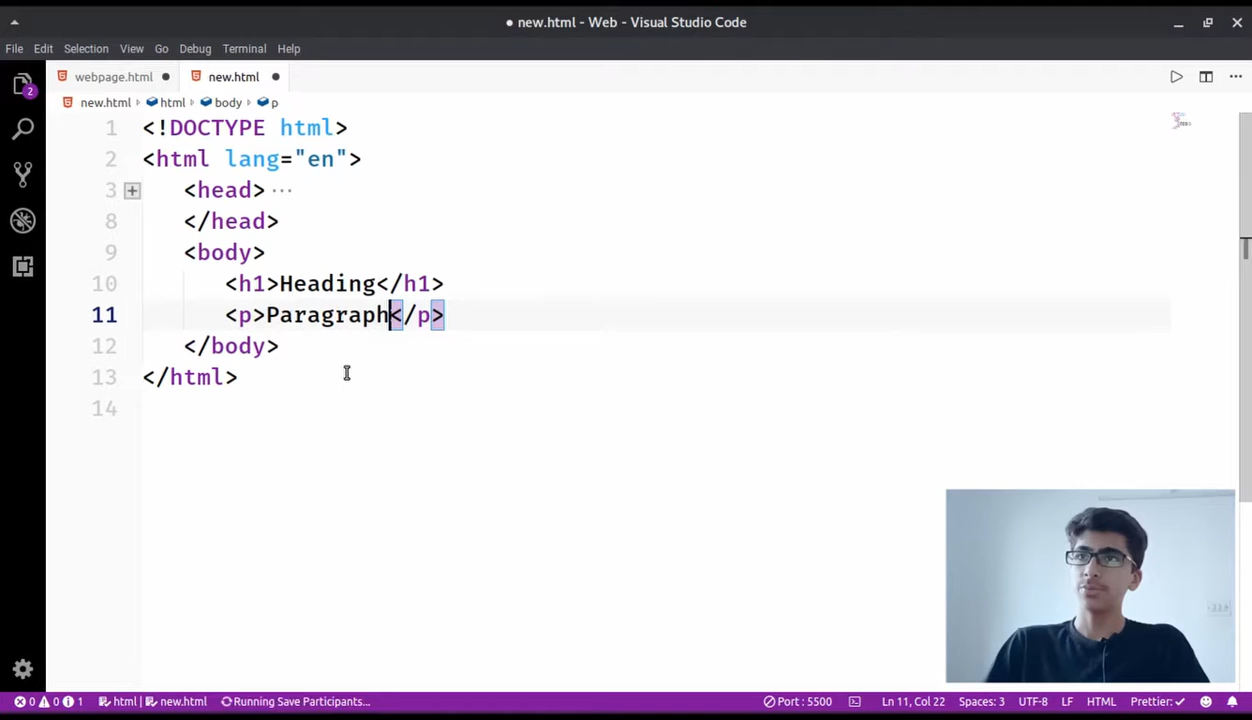 new.html - Web - Visual Studio Code
File Edit Selection View Go Debug Terminal Help
webpage.html new.html
new.html html body p
1 <!DOCTYPE html>
2 <html lang="en">
3 <head> ...
8 </head>
9 <body>
10 <h1>Heading</h1>
11 <p>Paragraph</p>
12 </body>
13 </html>
14
2
0 0 1 html | new.html Running Save Participants... Port : 5500 Ln 11, Col 22 Spaces: 3 UTF-8 LF HTML Prettier: ✓